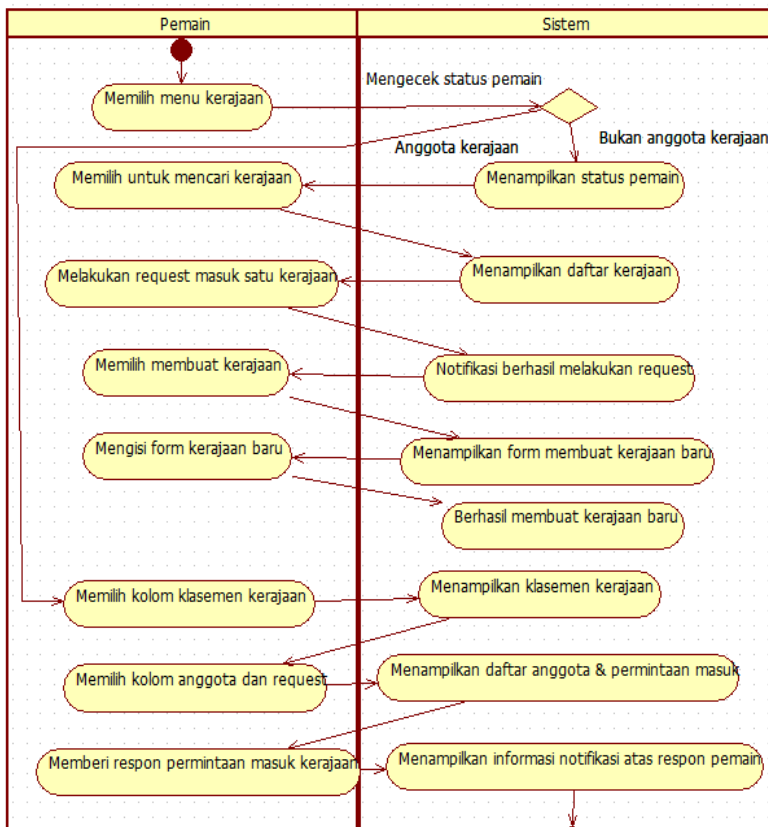 Pemain
Sistem
Mengecek status pemain
Memilih menu kerajaan
Bukan anggota kerajaan
Anggota kerajaan
Memilih untuk mencari kerajaan
Menampilkan status pemain
Melakukan request masuk satu kerajaan
Menampilkan daftar kerajaan
Memilih membuat kerajaan
Notifikasi berhasil melakukan request
Mengisi form kerajaan baru
Menampilkan form membuat kerajaan baru
Berhasil membuat kerajaan baru
Memilih kolom klasemen kerajaan
Menampilkan klasemen kerajaan
Memilih kolom anggota dan request
Menampilkan daftar anggota & permintaan masuk
Memberi respon permintaan masuk kerajaan
Menampilkan informasi notifikasi atas respon pemain